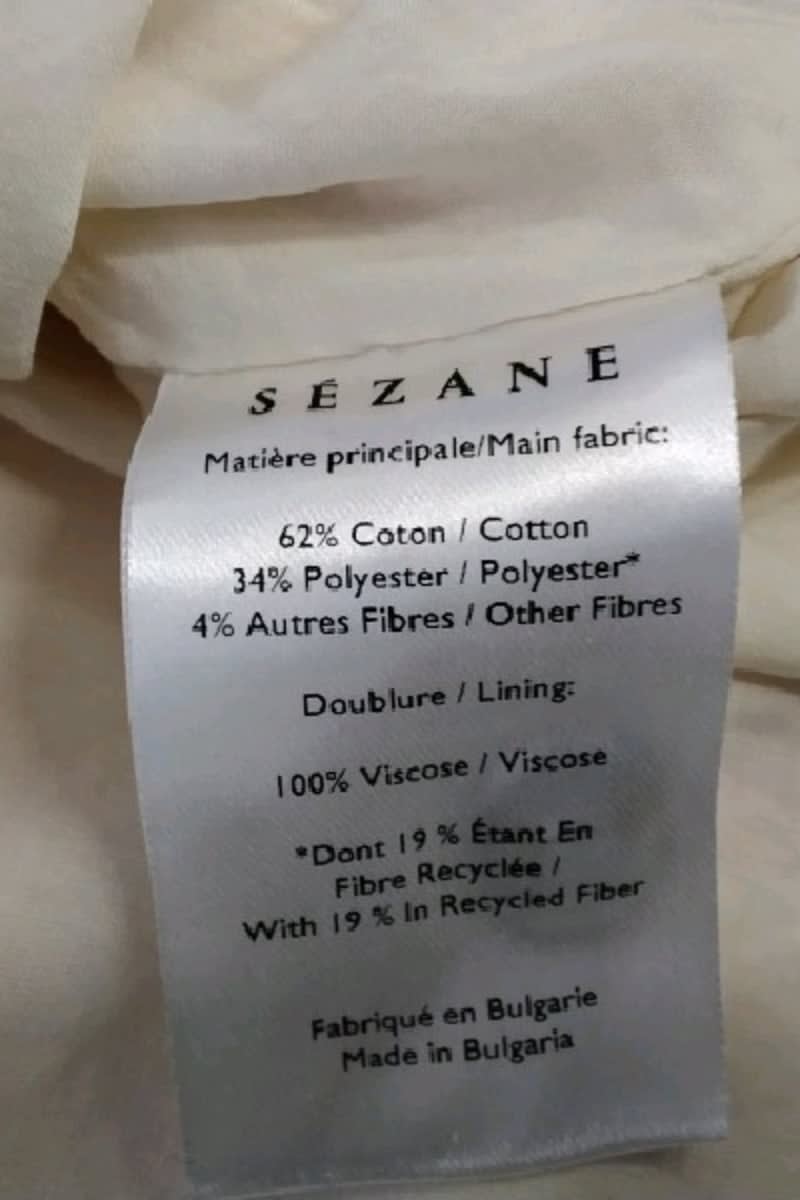 SÉZANE
Matière principale/Main fabric:
62% Coton / Cotton
34% Polyester / Polyester*
4% Autres Fibres / Other Fibres
Doublure / Lining:
100% Viscose / Viscose
*Dont 19 % Étant En
Fibre Recyclée /
With 19 % In Recycled Fiber
Fabriqué en Bulgarie
Made in Bulgaria